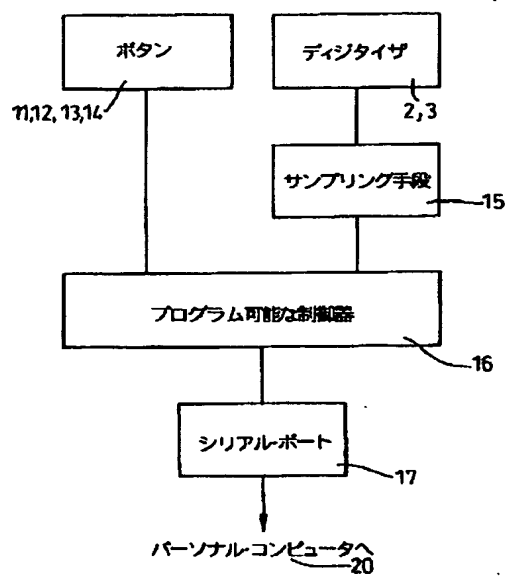 ボタン
ディジタイザ
11,12,13,14
2,3
サンプリング手段
15
プログラム可能な制御器
16
シリアル・ポート
17
パーソナル・コンピュータへ
20